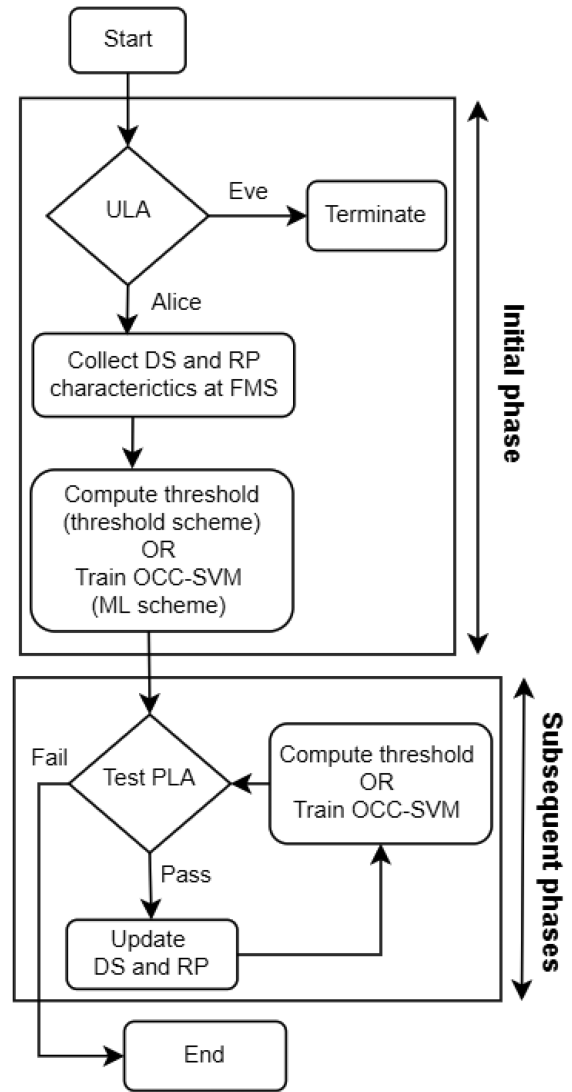 Start
ULA
Eve
Terminate
Alice
Collect DS and RP
characterictics at FMS
Compute threshold
(threshold scheme)
OR
Train OCC-SVM
(ML scheme)
Initial phase
Fail
Test PLA
Compute threshold
OR
Train OCC-SVM
Pass
Update
DS and RP
Subsequent phases
End